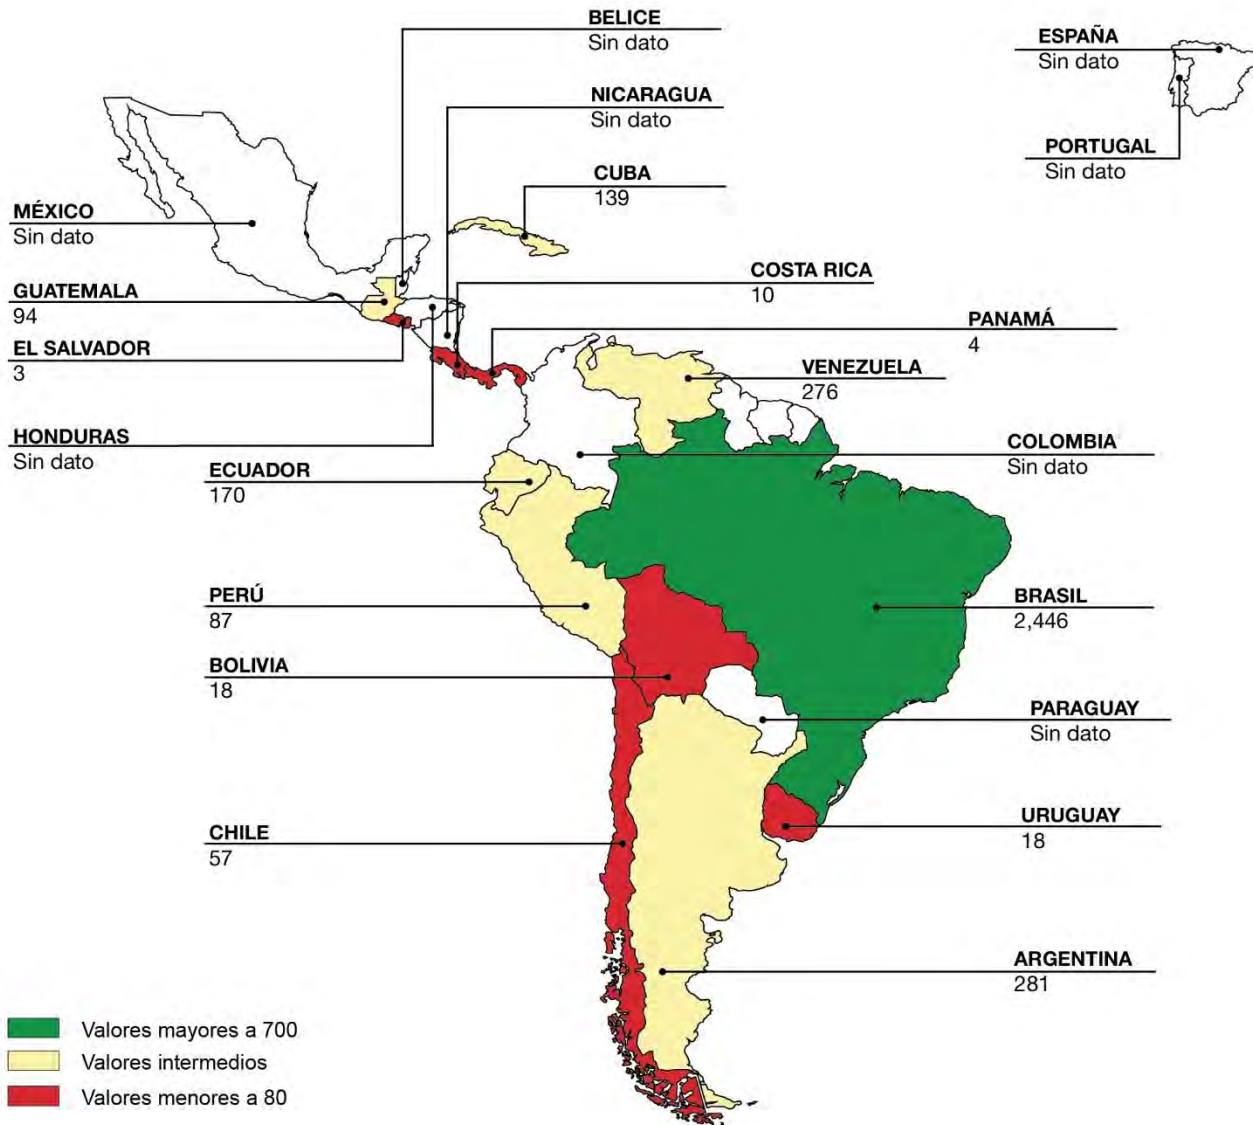 BELICE
Sin dato
ESPAÑA
Sin dato
NICARAGUA
Sin dato
PORTUGAL
Sin dato
CUBA
139
MÉXICO
Sin dato
COSTA RICA
10
GUATEMALA
94
PANAMÁ
4
EL SALVADOR
3
VENEZUELA
276
HONDURAS
Sin dato
COLOMBIA
Sin dato
ECUADOR
170
PERÚ
87
BRASIL
2,446
BOLIVIA
18
PARAGUAY
Sin dato
CHILE
57
URUGUAY
18
ARGENTINA
281
Valores mayores a 700
Valores intermedios
Valores menores a 80